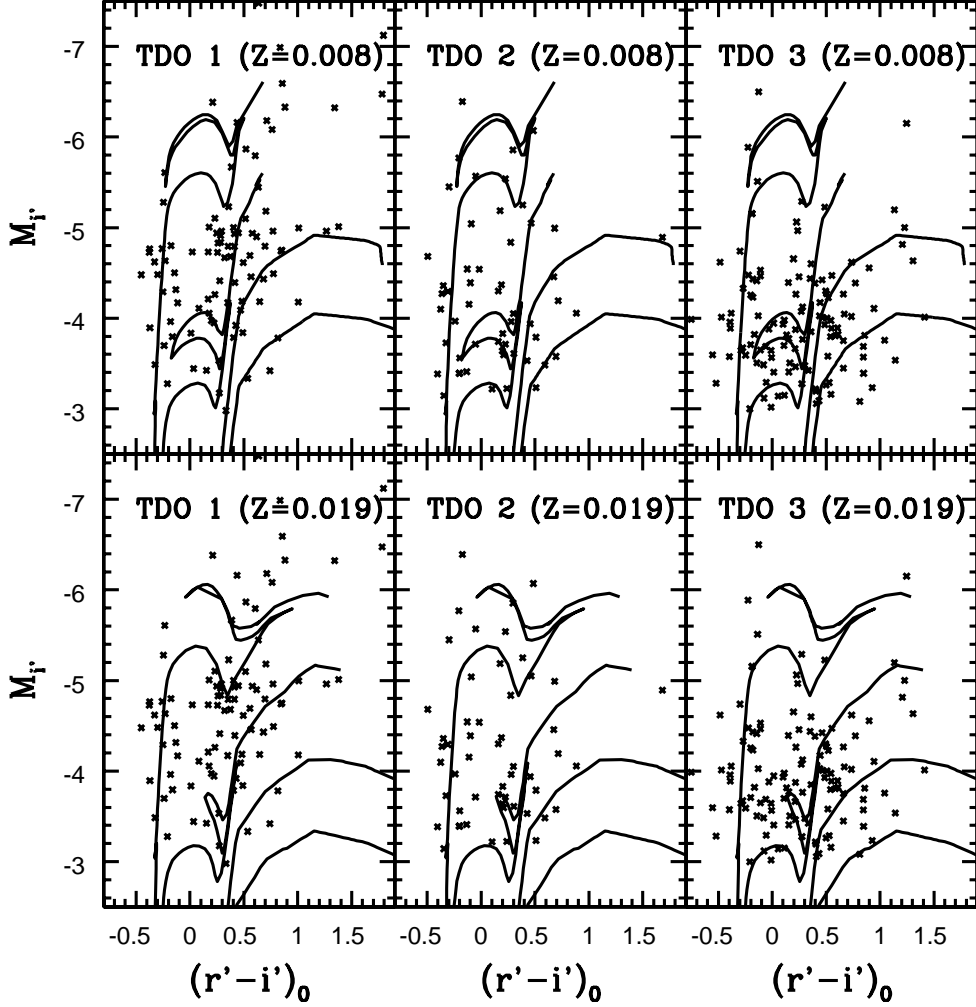 TDO 1 (Z=0.008)
TDO 2 (Z=0.008)
TDO 3 (Z=0.008)
-7
-6
-5
-4
-3
M_i'
TDO 1 (Z=0.019)
TDO 2 (Z=0.019)
TDO 3 (Z=0.019)
-7
-6
-5
-4
-3
M_i'
-0.5 0 0.5 1 1.5
-0.5 0 0.5 1 1.5
-0.5 0 0.5 1 1.5
(r'-i')_0
(r'-i')_0
(r'-i')_0